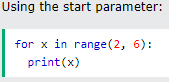 Using the start parameter:
for x in range(2, 6):
  print(x)